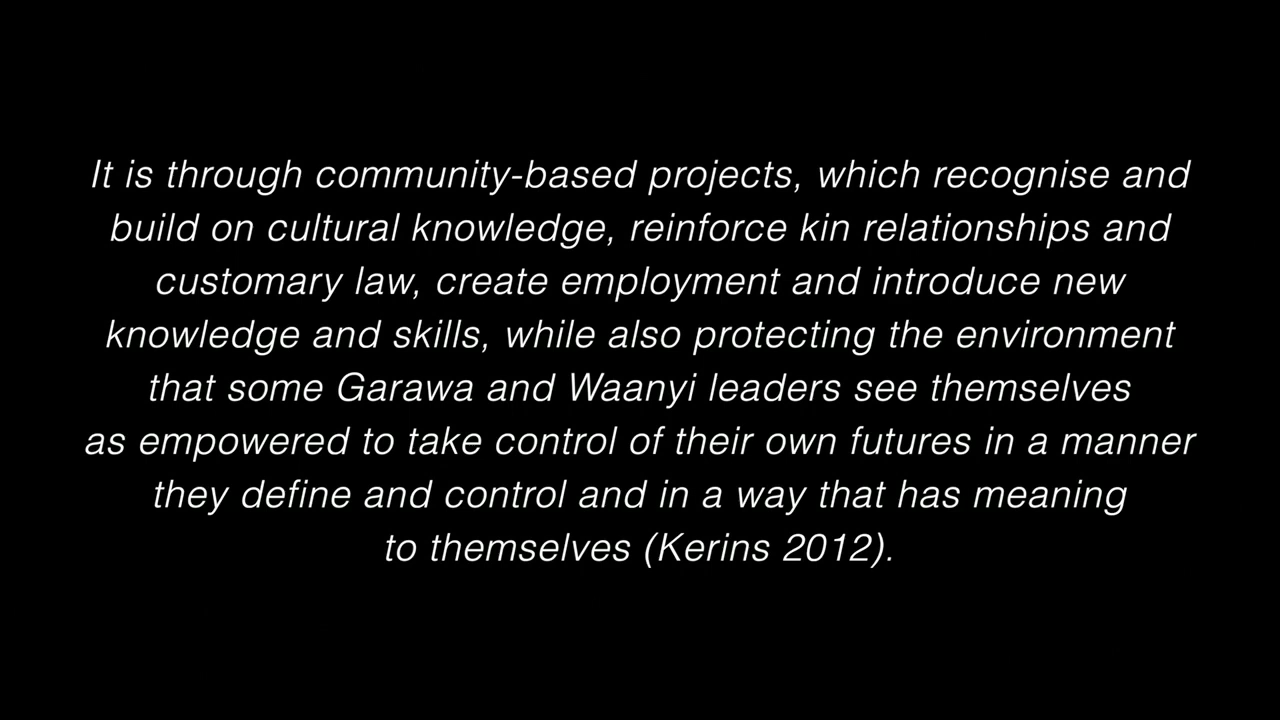 It is through community-based projects, which recognise and
build on cultural knowledge, reinforce kin relationships and
customary law, create employment and introduce new
knowledge and skills, while also protecting the environment
that some Garawa and Waanyi leaders see themselves
as empowered to take control of their own futures in a manner
they define and control and in a way that has meaning
to themselves (Kerins 2012).